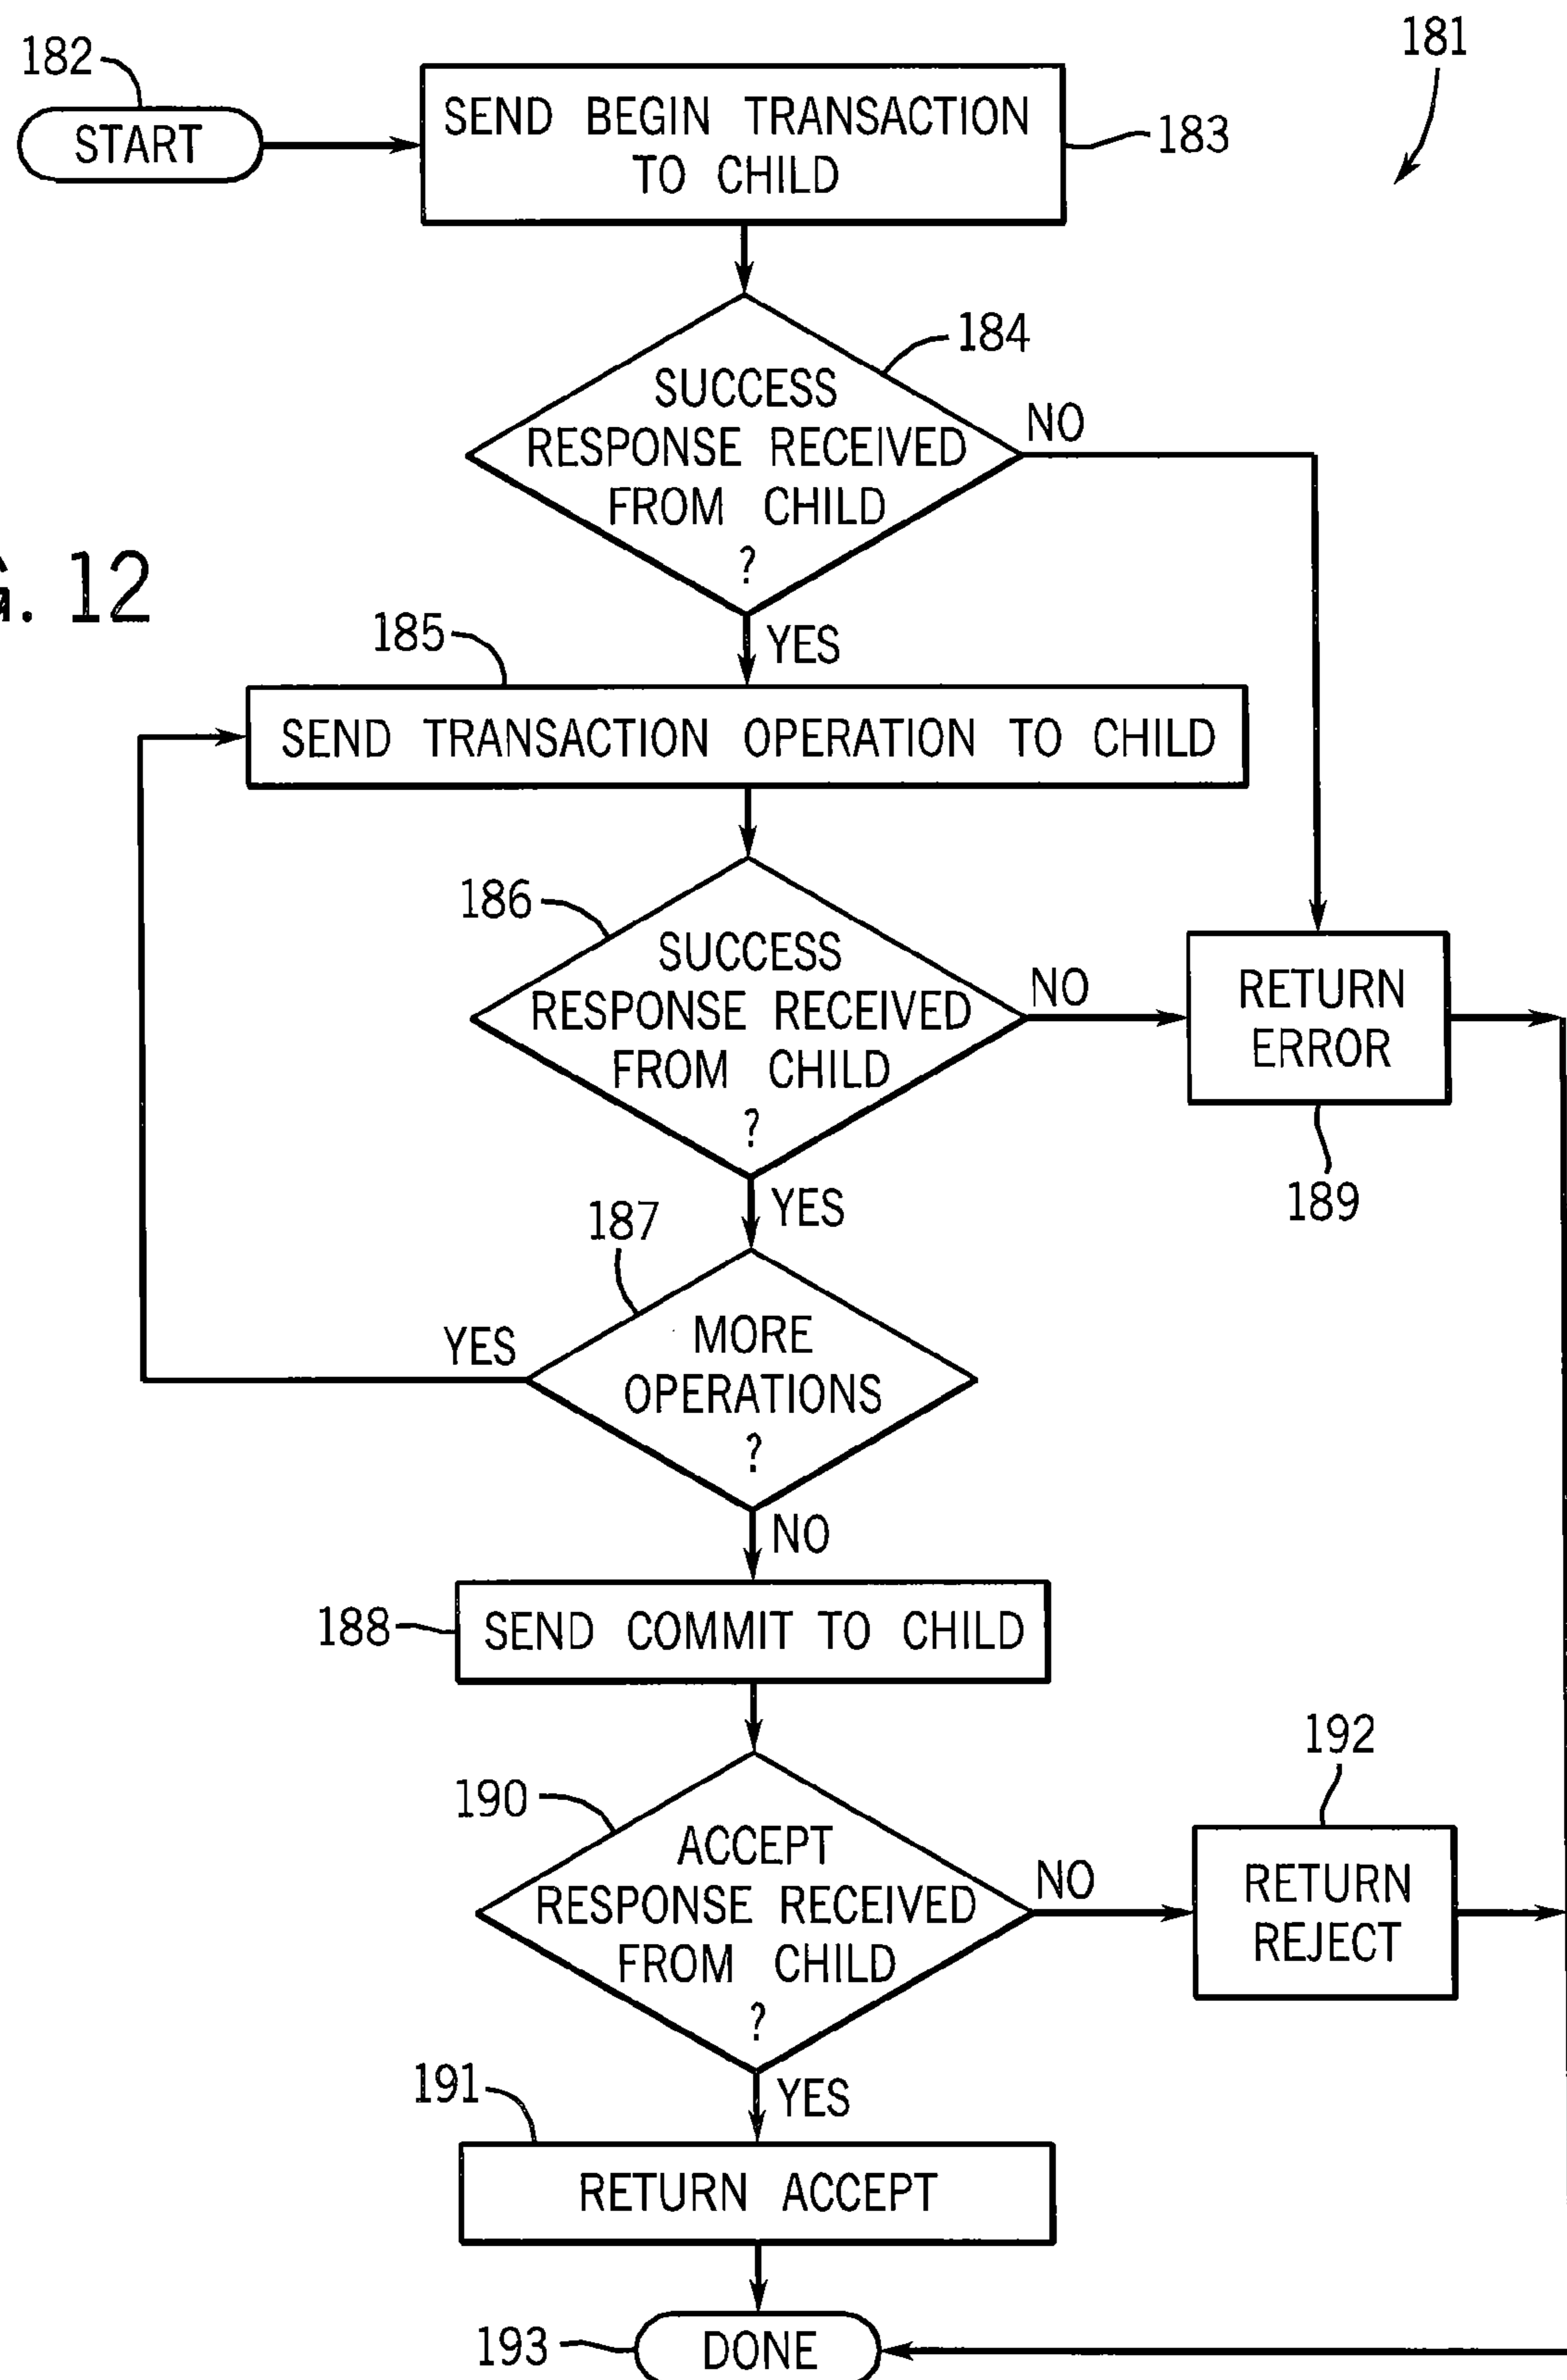 181
182
START
SEND BEGIN TRANSACTION
TO CHILD
183
184
SUCCESS
RESPONSE RECEIVED
FROM CHILD
?
NO
G. 12
YES
185
SEND TRANSACTION OPERATION TO CHILD
186
SUCCESS
RESPONSE RECEIVED
FROM CHILD
?
NO
RETURN
ERROR
189
YES
187
MORE
OPERATIONS
?
YES
NO
188
SEND COMMIT TO CHILD
190
ACCEPT
RESPONSE RECEIVED
FROM CHILD
?
NO
192
RETURN
REJECT
YES
191
RETURN ACCEPT
193
DONE